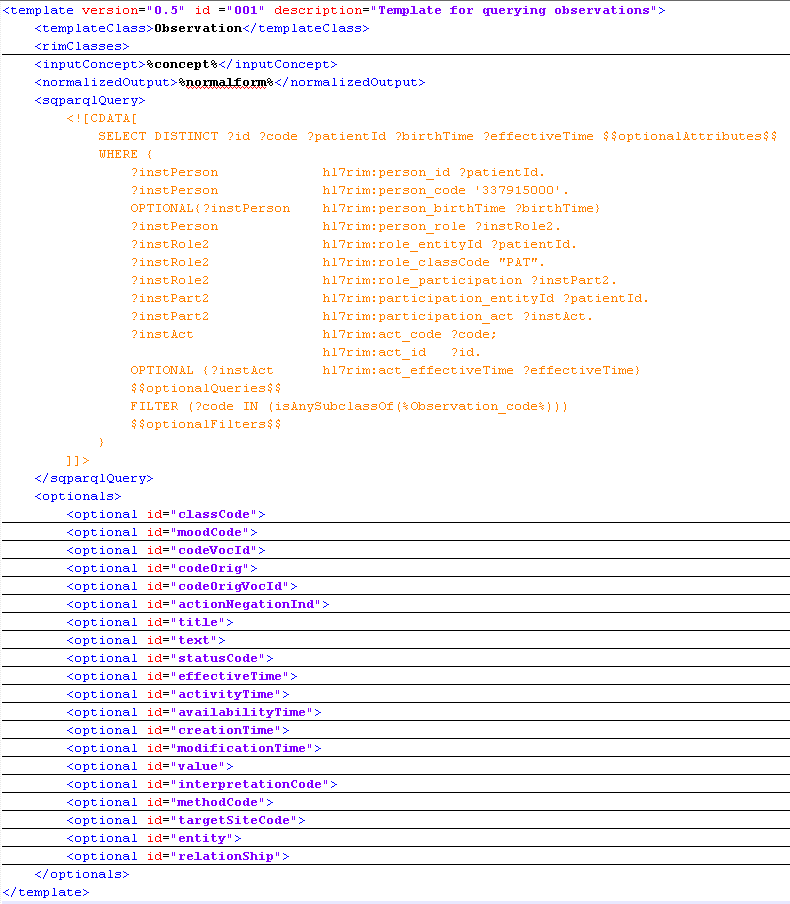 <template version="0.5" id ="001" description="Template for querying observations">
<templateClass>Observation</templateClass>
<rimClasses>
<inputConcept>%concept%</inputConcept>
<normalizedOutput>%normalform%</normalizedOutput>
<sqparqlQuery>
<![CDATA[
SELECT DISTINCT ?id ?code ?patientId ?birthTime ?effectiveTime $$optionalAttributes$$
WHERE {
?instPerson hl7rim:person_id ?patientId.
?instPerson hl7rim:person_code '337915000'.
OPTIONAL{?instPerson hl7rim:person_birthTime ?birthTime}
?instPerson hl7rim:person_role ?instRole2.
?instRole2 hl7rim:role_entityId ?patientId.
?instRole2 hl7rim:role_classCode "PAT".
?instRole2 hl7rim:role_participation ?instPart2.
?instPart2 hl7rim:participation_entityId ?patientId.
?instPart2 hl7rim:participation_act ?instAct.
?instAct hl7rim:act_code ?code;
hl7rim:act_id ?id.
OPTIONAL {?instAct hl7rim:act_effectiveTime ?effectiveTime}
$$optionalQueries$$
FILTER (?code IN (isAnySubclassOf(%Observation_code%)))
$$optionalFilters$$
}
]]>
</sqparqlQuery>
<optionals>
<optional id="classCode">
<optional id="moodCode">
<optional id="codeVocId">
<optional id="codeOrig">
<optional id="codeOrigVocId">
<optional id="actionNegationInd">
<optional id="title">
<optional id="text">
<optional id="statusCode">
<optional id="effectiveTime">
<optional id="activityTime">
<optional id="availabilityTime">
<optional id="creationTime">
<optional id="modificationTime">
<optional id="value">
<optional id="interpretationCode">
<optional id="methodCode">
<optional id="targetSiteCode">
<optional id="entity">
<optional id="relationShip">
</optionals>
</template>